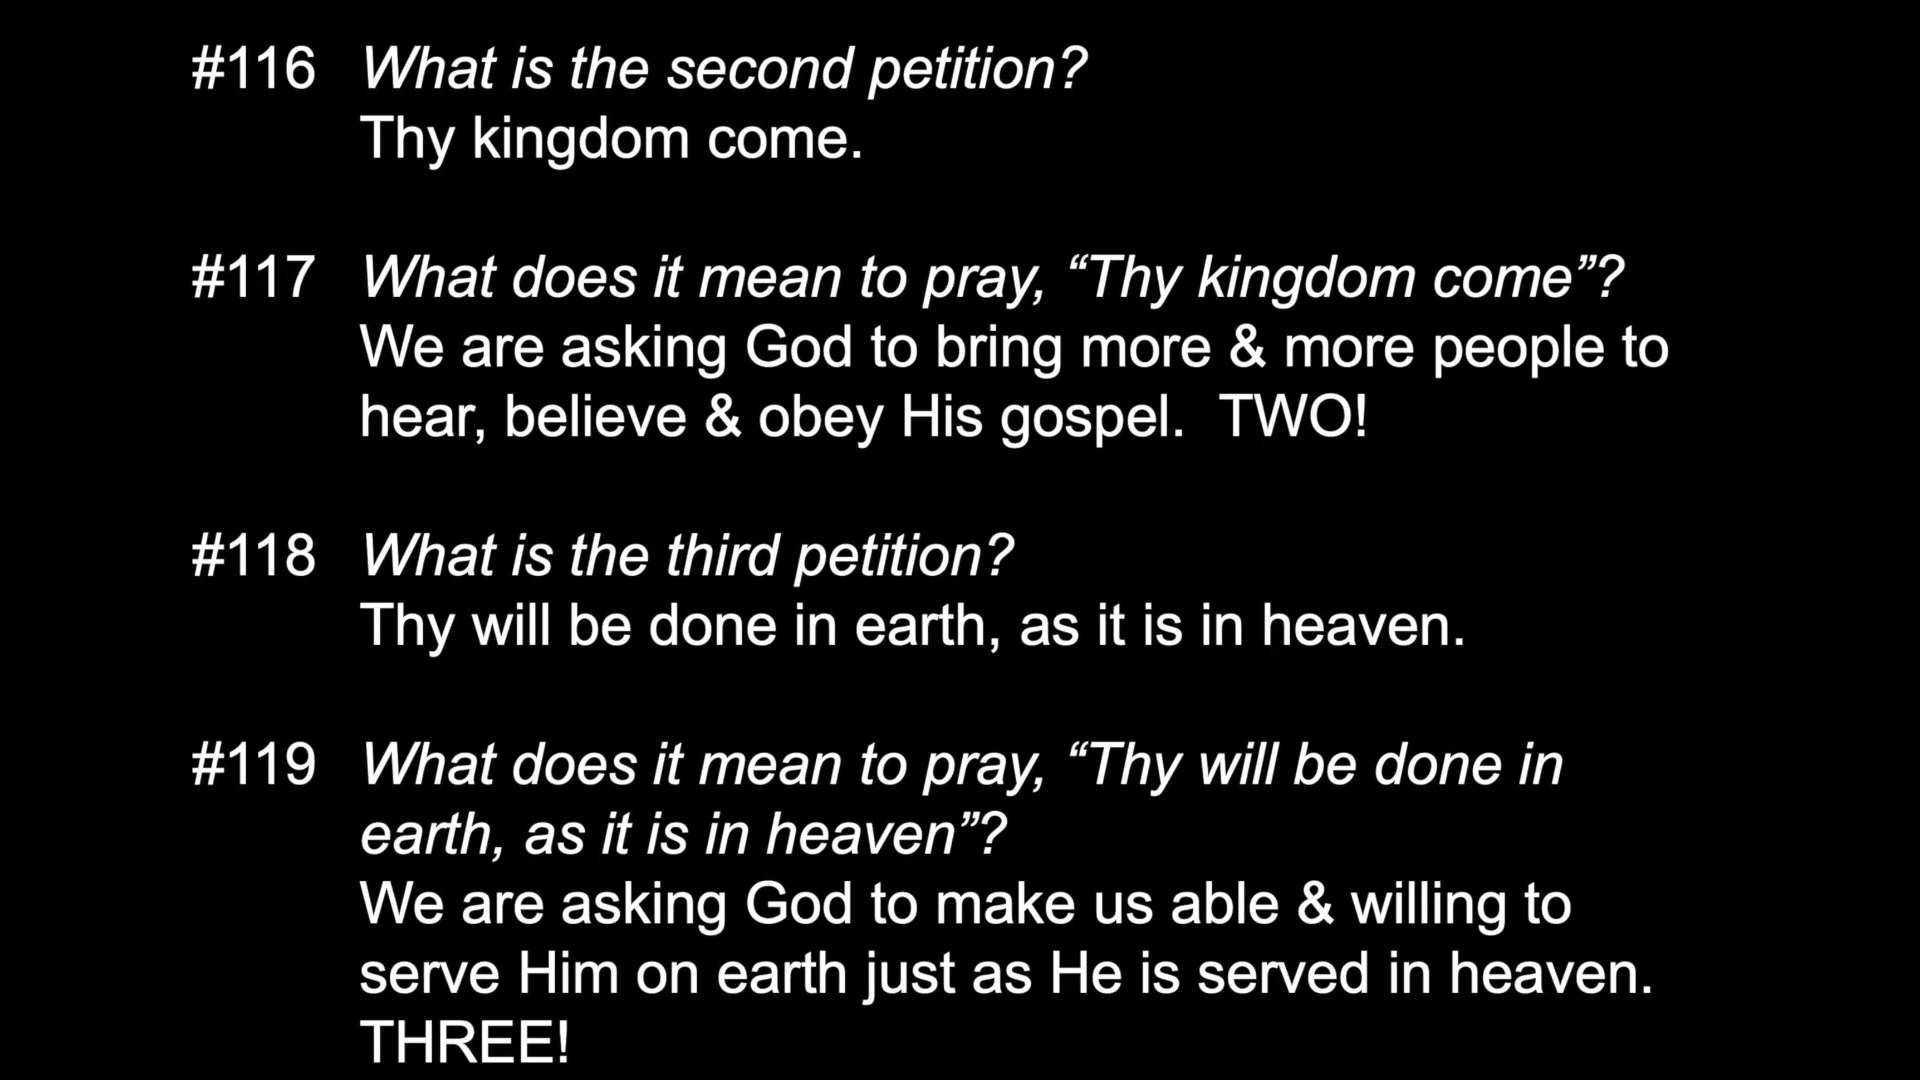 #116 What is the second petition?
Thy kingdom come.
#117 What does it mean to pray, “Thy kingdom come”?
We are asking God to bring more & more people to
hear, believe & obey His gospel.  TWO!
#118 What is the third petition?
Thy will be done in earth, as it is in heaven.
#119 What does it mean to pray, “Thy will be done in
earth, as it is in heaven”?
We are asking God to make us able & willing to
serve Him on earth just as He is served in heaven.
THREE!